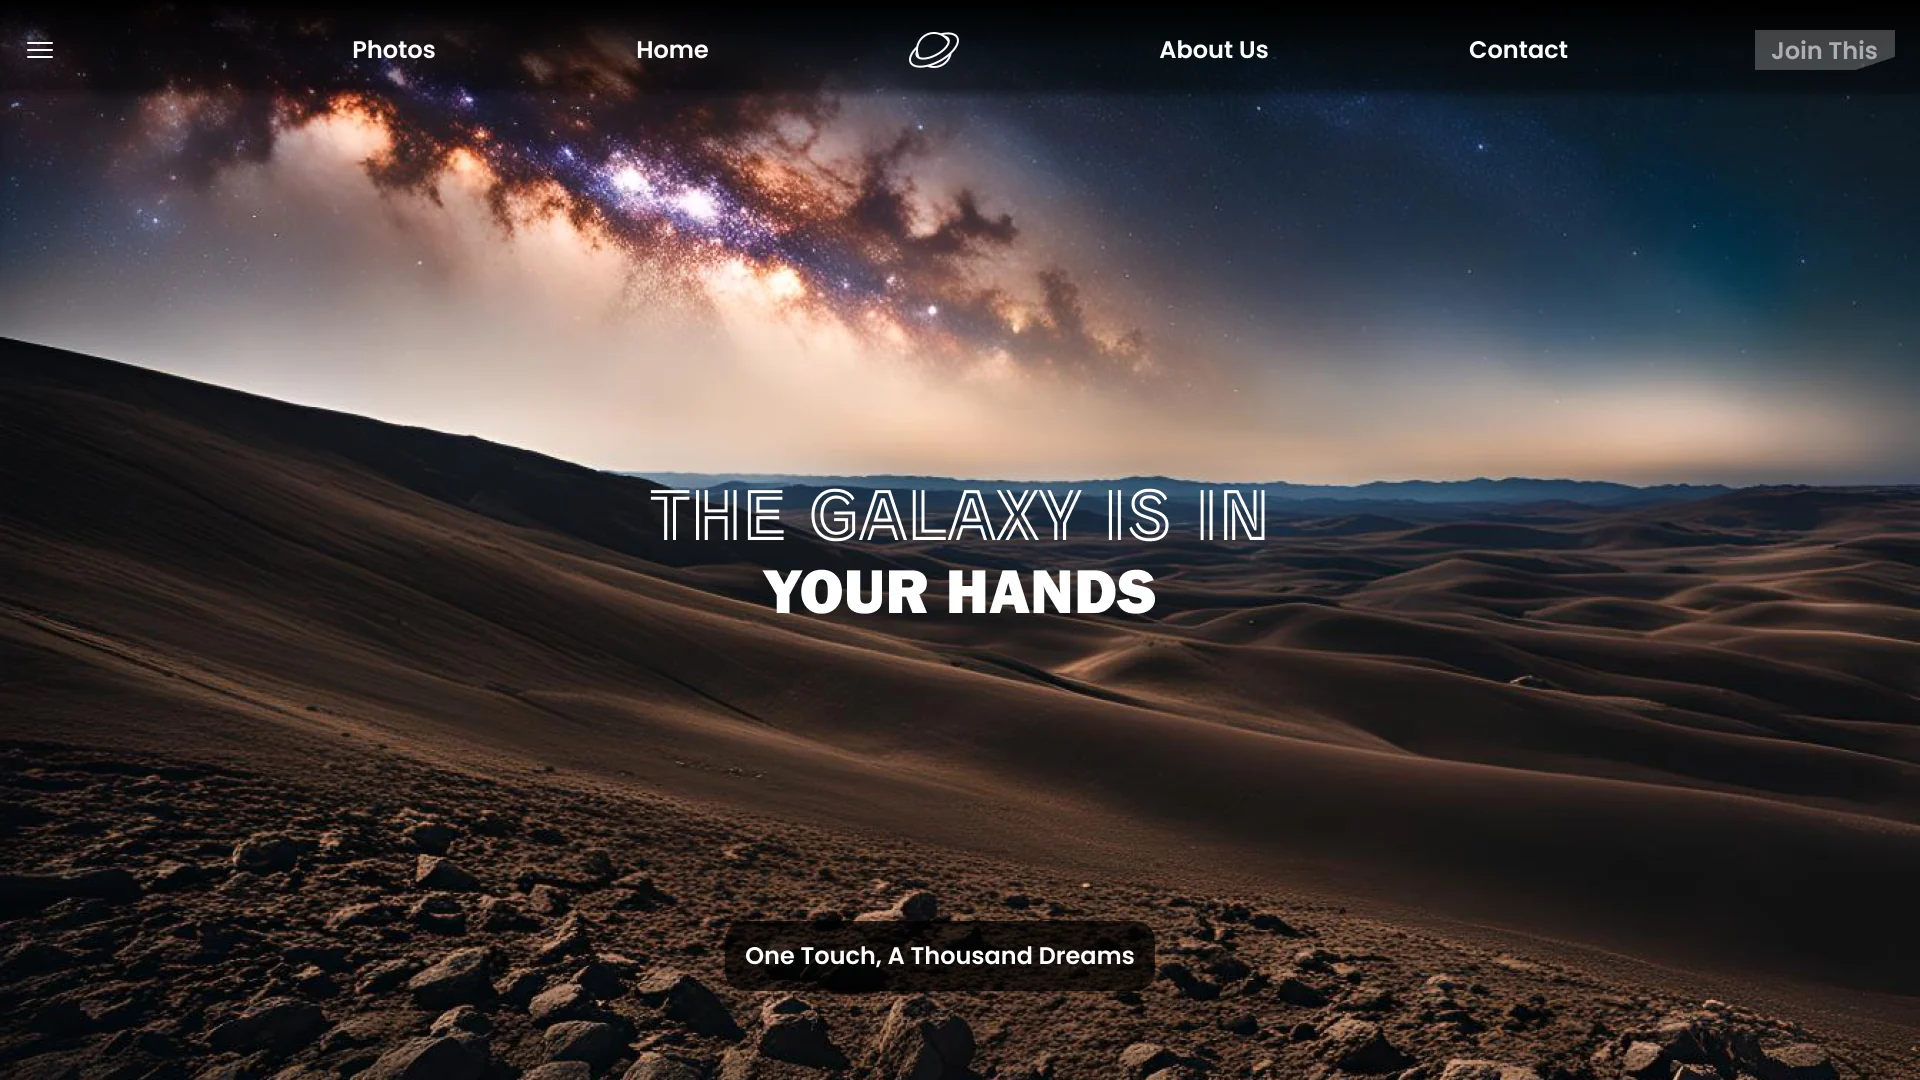 Photos
Home
About Us
Contact
Join This
THE GALAXY IS IN
YOUR HANDS
One Touch, A Thousand Dreams